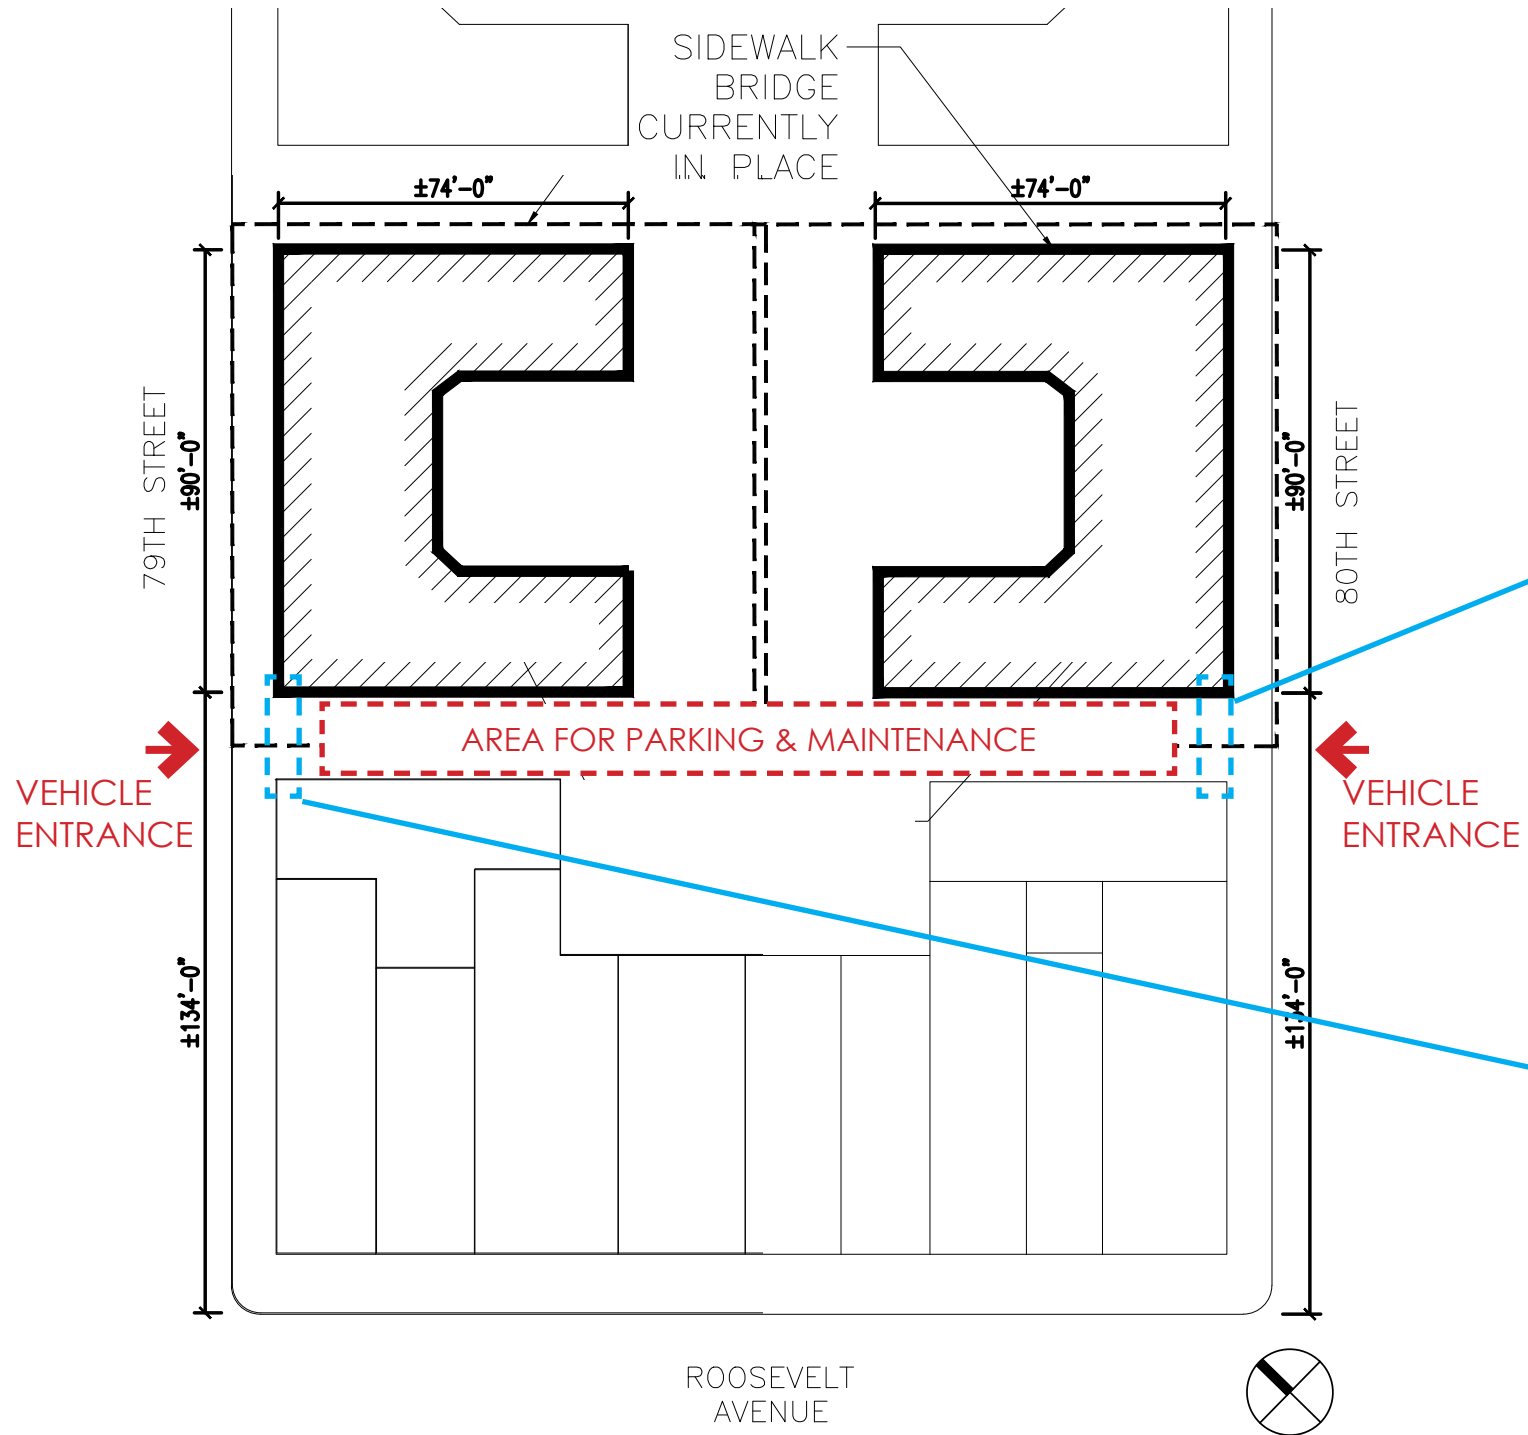 SIDEWALK
BRIDGE
CURRENTLY
IN PLACE
±74'-0"
±74'-0"
79TH STREET
±90'-0"
±90'-0"
80TH STREET
AREA FOR PARKING & MAINTENANCE
VEHICLE
ENTRANCE
VEHICLE
ENTRANCE
±134'-0"
±134'-0"
ROOSEVELT
AVENUE